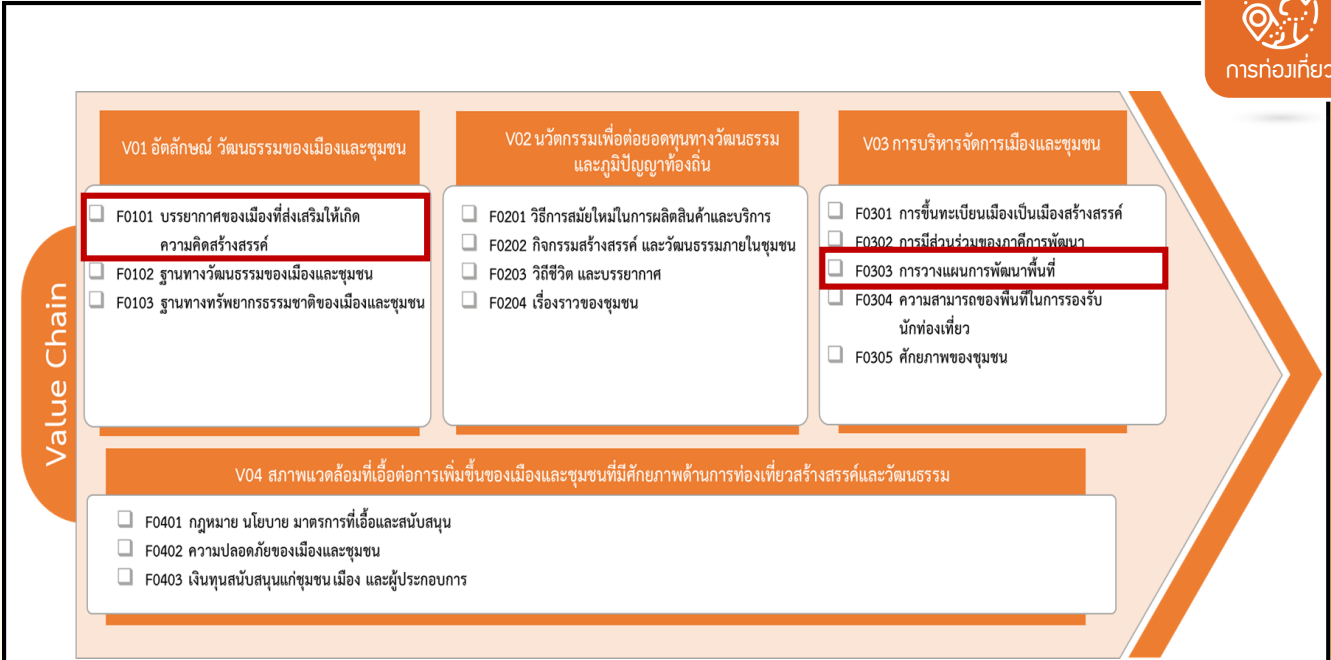 การท่องเที่ยว
Value Chain
V01 อัตลักษณ์ วัฒนธรรมของเมืองและชุมชน
F0101 บรรยากาศของเมืองที่ส่งเสริมให้เกิด
ความคิดสร้างสรรค์
F0102 ฐานทางวัฒนธรรมของเมืองและชุมชน
F0103 ฐานทางทรัพยากรธรรมชาติของเมืองและชุมชน
V02 นวัตกรรมเพื่อต่อยอดทุนทางวัฒนธรรม
และภูมิปัญญาท้องถิ่น
F0201 วิธีการสมัยใหม่ในการผลิตสินค้าและบริการ
F0202 กิจกรรมสร้างสรรค์ และวัฒนธรรมภายในชุมชน
F0203 วิถีชีวิต และบรรยากาศ
F0204 เรื่องราวของชุมชน
V03 การบริหารจัดการเมืองและชุมชน
F0301 การขึ้นทะเบียนเมืองเป็นเมืองสร้างสรรค์
F0302 การมีส่วนร่วมของภาคีการพัฒนา
F0303 การวางแผนการพัฒนาพื้นที่
F0304 ความสามารถของพื้นที่ในการรองรับ
นักท่องเที่ยว
F0305 ศักยภาพของชุมชน
V04 สภาพแวดล้อมที่เอื้อต่อการเพิ่มขึ้นของเมืองและชุมชนที่มีศักยภาพด้านการท่องเที่ยวสร้างสรรค์และวัฒนธรรม
F0401 กฎหมาย นโยบาย มาตรการที่เอื้อและสนับสนุน
F0402 ความปลอดภัยของเมืองและชุมชน
F0403 เงินทุนสนับสนุนแก่ชุมชน เมือง และผู้ประกอบการ